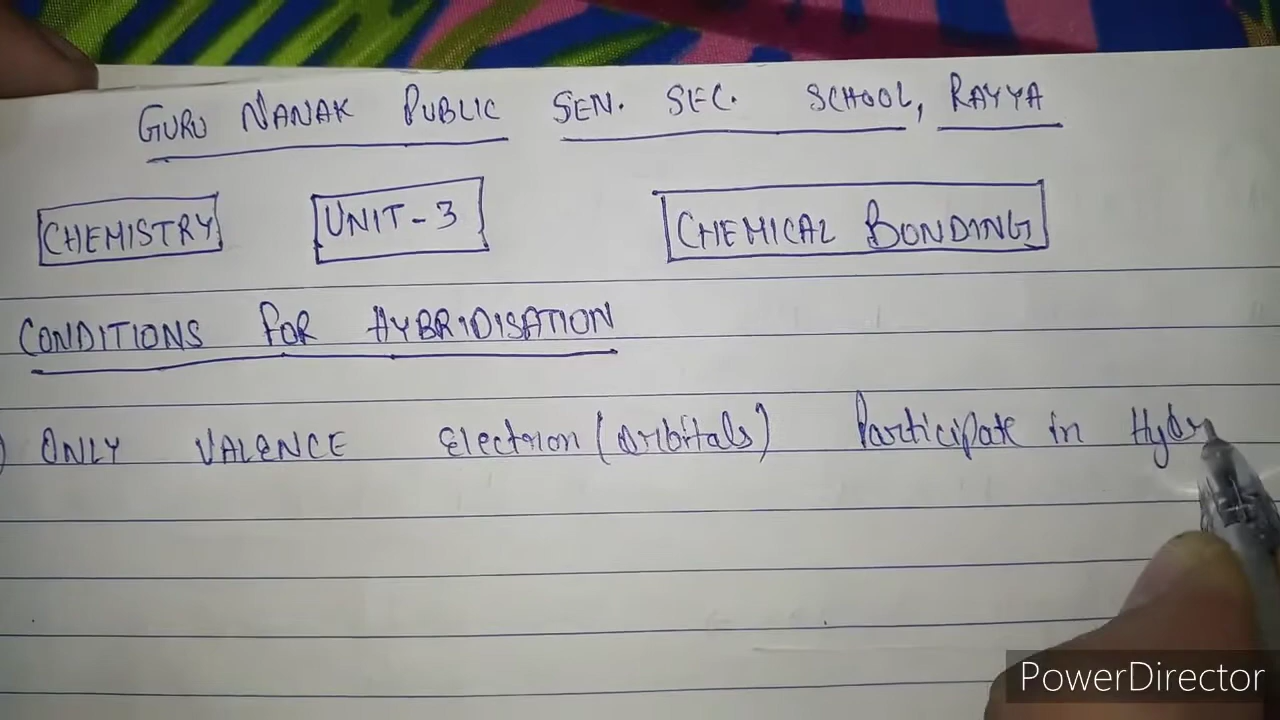 GURU NANAK PUBLIC SEN. SEC. SCHOOL, RAYYA
CHEMISTRY UNIT-3 CHEMICAL BONDING
CONDITIONS FOR HYBRIDISATION
) ONLY VALENCE Electron (orbitals) Participate in
PowerDirector